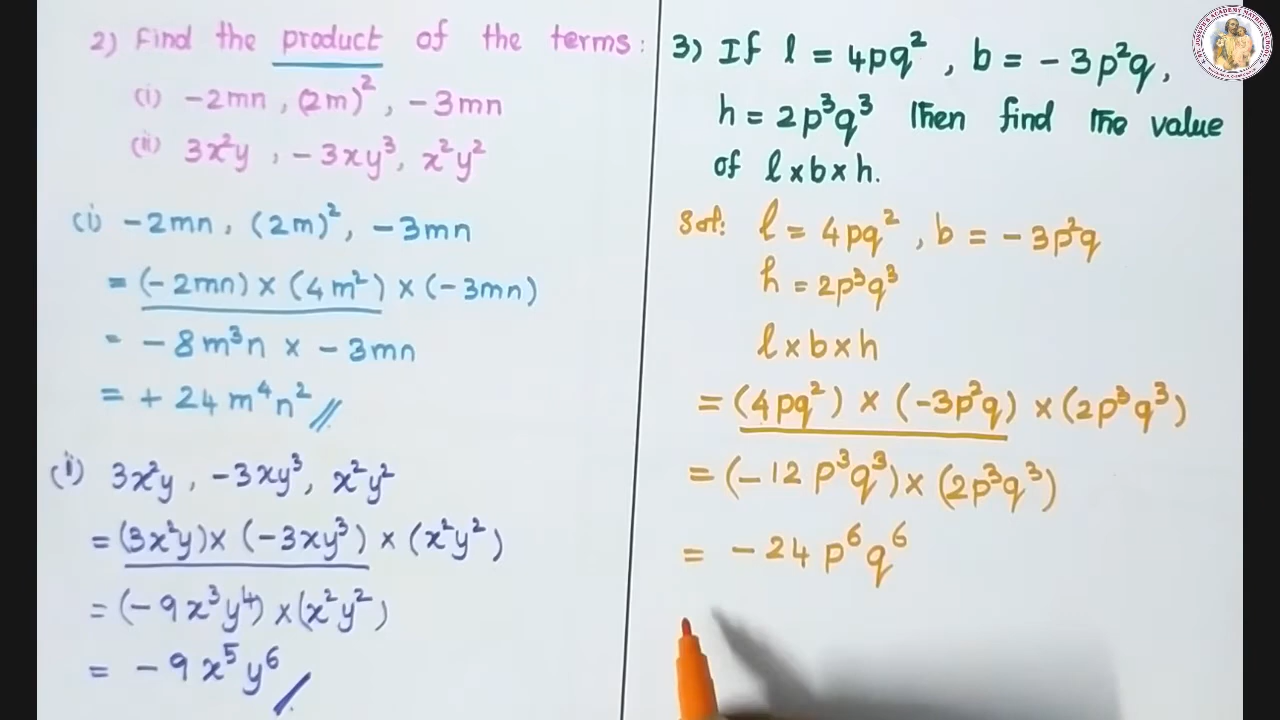 2) Find the product of the terms:
(i) -2mn, (2m)², -3mn
(ii) 3x²y, -3xy³, x²y²
(i) -2mn, (2m)², -3mn
= (-2mn) × (4m²) × (-3mn)
= -8m³n × -3mn
= + 24m⁴n² //
(i) 3x²y, -3xy³, x²y²
= (3x²y) × (-3xy³) × (x²y²)
= (-9x³y⁴) × (x²y²)
= -9x⁵y⁶ //
3) If l = 4pq², b = -3p²q,
h = 2p³q³ then find the value
of l×b×h.
Sol: l = 4pq², b = -3p²q
h = 2p³q³
l×b×h
= (4pq²) × (-3p²q) × (2p³q³)
= (-12p³q³) × (2p³q³)
= -24p⁶q⁶